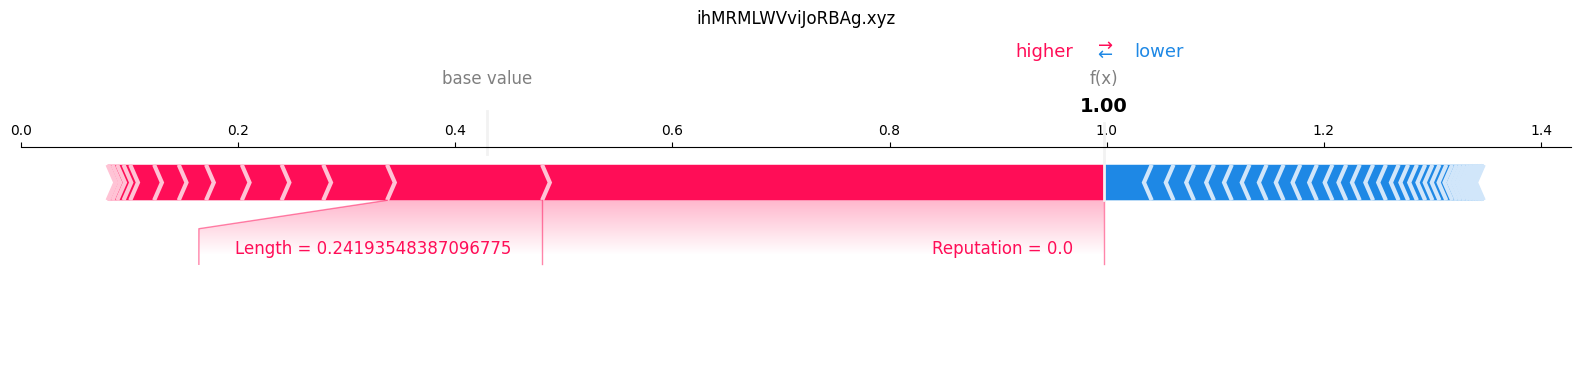 ihMRMLWVviJoRBAg.xyz
higher ⇄ lower
base value f(x)
1.00
0.0 0.2 0.4 0.6 0.8 1.0 1.2 1.4
Length = 0.24193548387096775 Reputation = 0.0